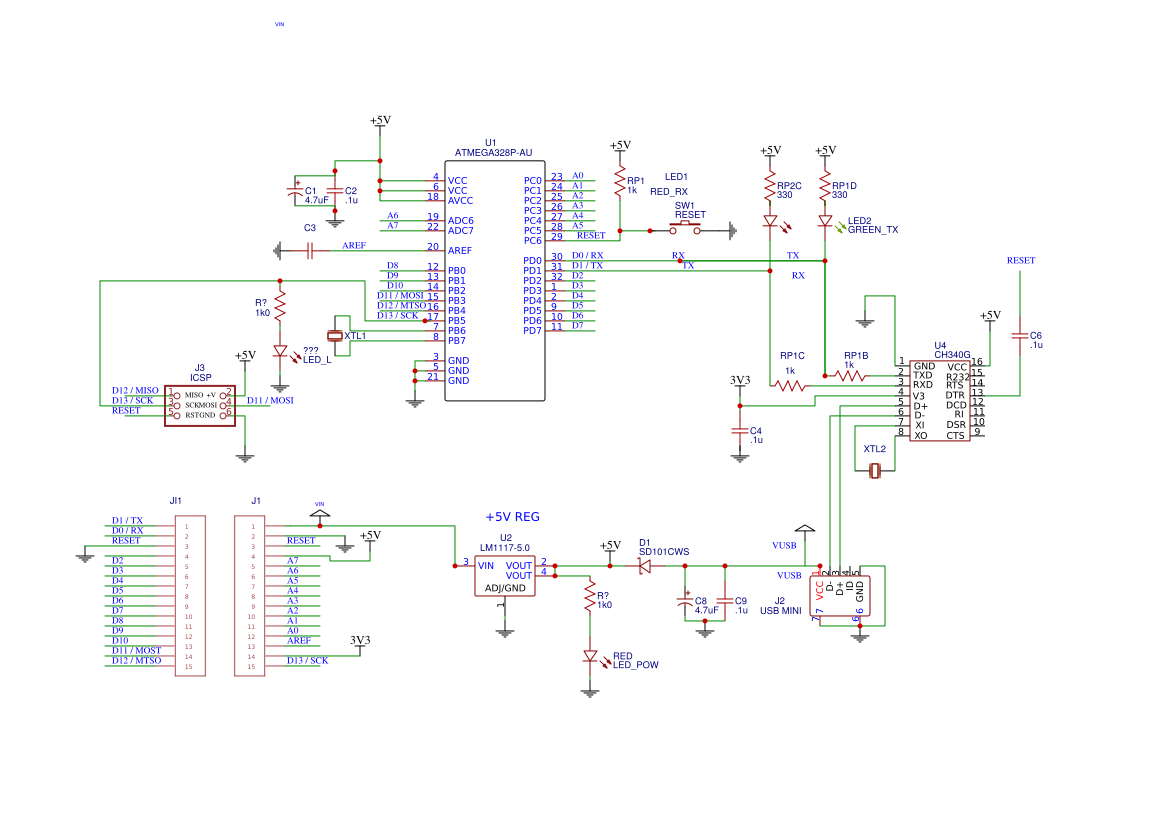 VIN
+5V
U1
ATMEGA328P-AU
4 VCC
6 VCC
18 AVCC
19 ADC6
22 ADC7
20 AREF
12 PB0
13 PB1
14 PB2
15 PB3
16 PB4
17 PB5
7 PB6
8 PB7
3 GND
5 GND
21 GND
PC0 23 A0
PC1 24 A1
PC2 25 A2
PC3 26 A3
PC4 27 A4
PC5 28 A5
PC6 29 RESET
PD0 30 D0 / RX
PD1 31 D1 / TX
PD2 32 D2
PD3 1 D3
PD4 2 D4
PD5 9 D5
PD6 10 D6
PD7 11 D7
C1
4.7uF
C2
.1u
A6
A7
C3
AREF
D8
D9
D10
D11 / MOSI
D12 / MTSO
D13 / SCK
R?
1k0
XTL1
???
LED_L
+5V
J3
ICSP
D12 / MISO
D13 / SCK
RESET
1 MISO +V 2
3 SCKMOSI 4
5 RSTGND 6
D11 / MOSI
+5V
RP1
1k
LED1
RED_RX
SW1
RESET
+5V
RP2C
330
+5V
RP1D
330
LED2
GREEN_TX
RX
TX
TX
RX
RESET
+5V
C6
.1u
RP1C
1k
RP1B
1k
3V3
C4
.1u
U4
CH340G
1 GND
2 TXD
3 RXD
4 V3
5 D+
6 D-
7 XI
8 XO
VCC 16
R232 15
RTS 14
DTR 13
DCD 12
RI 11
DSR 10
CTS 9
XTL2
JI1
D1 / TX 1
D0 / RX 2
RESET 3
4
D2 5
D3 6
D4 7
D5 8
D6 9
D7 10
D8 11
D9 12
D10 13
D11 / MOST 14
D12 / MTSO 15
J1
VIN
1
2
3 RESET
4
+5V
5 A7
6 A6
7 A5
8 A4
9 A3
10 A2
11 A1
12 A0
13 AREF
14
3V3
15 D13 / SCK
+5V REG
U2
LM1117-5.0
3 VIN
VOUT 2
VOUT 4
ADJ/GND
1
R?
1k0
RED
LED_POW
+5V
D1
SD101CWS
C8
4.7uF
C9
.1u
VUSB
VUSB
J2
USB MINI
1 VCC
2 D-
3 D+
4 ID
5 GND
7 7
6 6